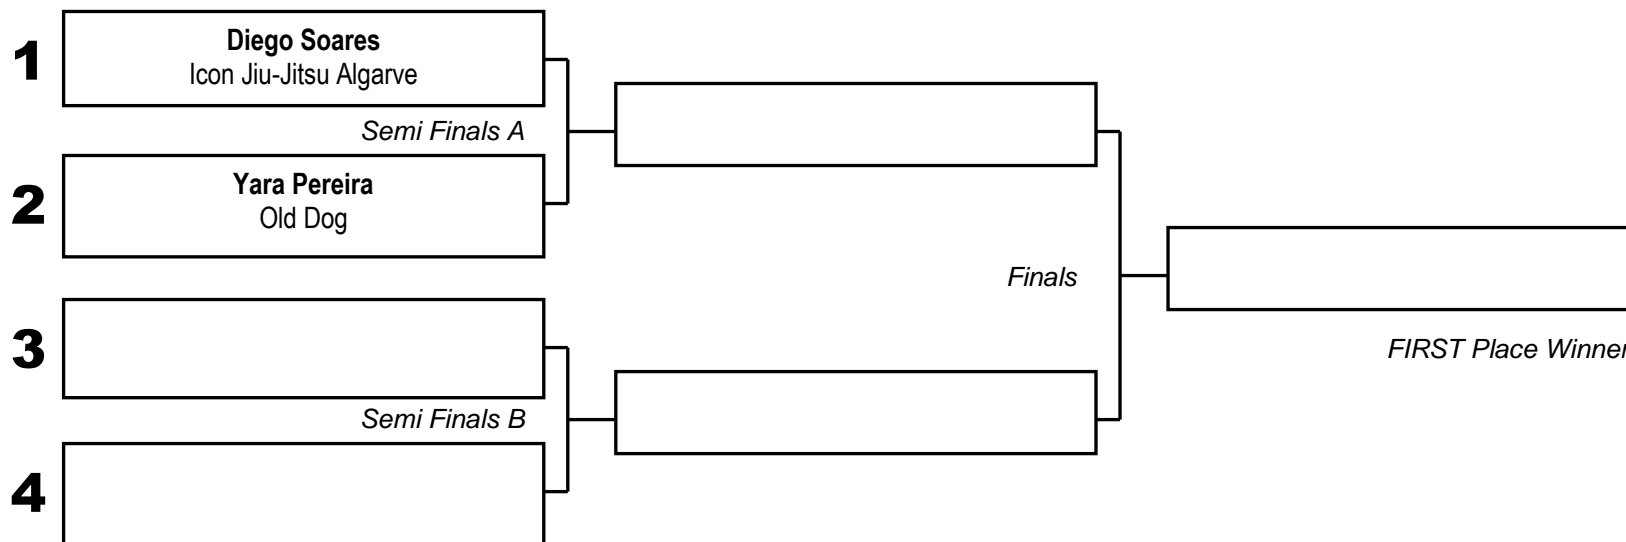 1
Diego Soares
Icon Jiu-Jitsu Algarve
Semi Finals A
2
Yara Pereira
Old Dog
Finals
3
FIRST Place Winner
Semi Finals B
4